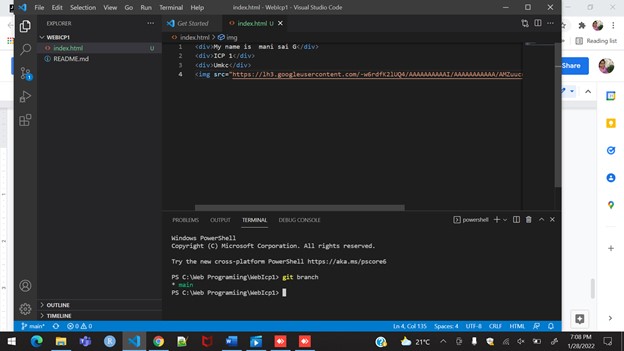 File Edit Selection View Go Run Terminal Help
index.html - WebIcp1 - Visual Studio Code
EXPLORER
WEBICP1
index.html U
README.md
Get Started
index.html U
index.html > img
1 <div>My name is  mani sai G</div>
2 <div>ICP 1</div>
3 <div>Umkc</div>
4 <img src="https://lh3.googleusercontent.com/-w6rdfK2lUQ4/AAAAAAAAAAI/AAAAAAAAAAA/AMZuuc
PROBLEMS OUTPUT TERMINAL DEBUG CONSOLE
powershell
Windows PowerShell
Copyright (C) Microsoft Corporation. All rights reserved.
Try the new cross-platform PowerShell https://aka.ms/pscore6
PS C:\Web Programiing\WebIcp1> git branch
* main
PS C:\Web Programiing\WebIcp1>
OUTLINE
TIMELINE
main* 0 0
Ln 4, Col 135 Spaces: 4 UTF-8 CRLF HTML
Reading list
Share
21°C
7:08 PM
1/28/2022